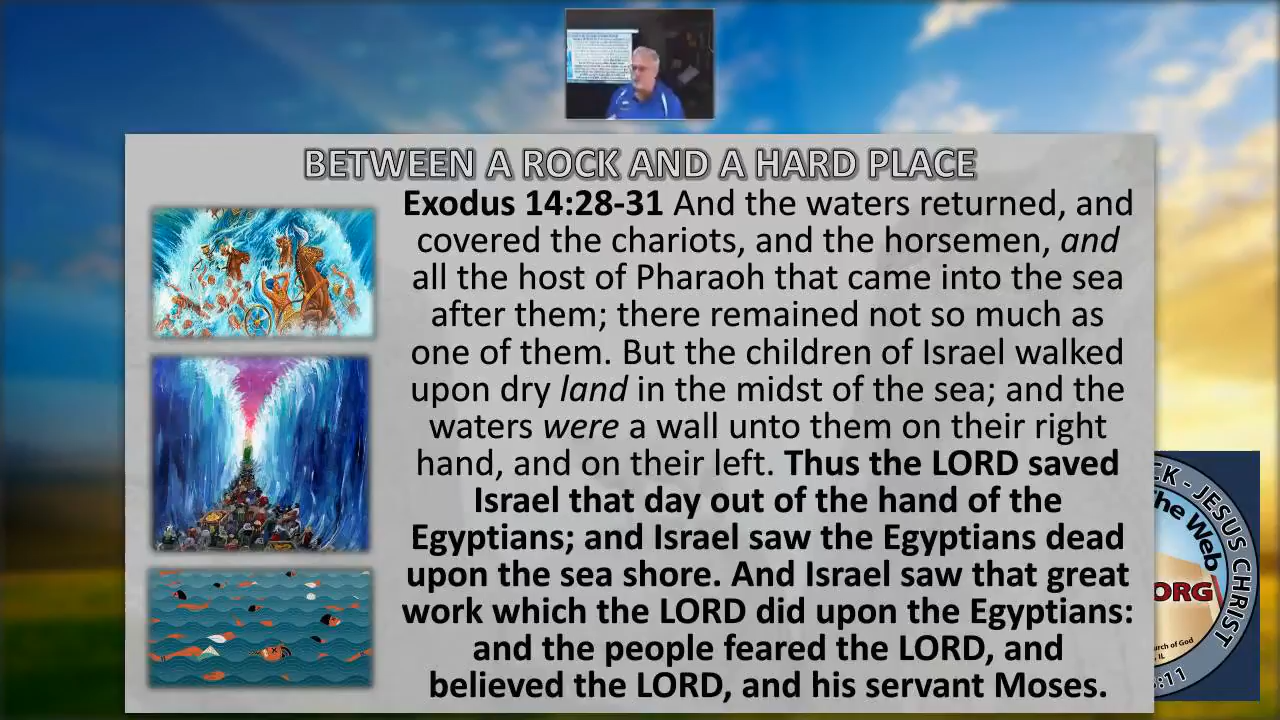 BETWEEN A ROCK AND A HARD PLACE
Exodus 14:28-31 And the waters returned, and
covered the chariots, and the horsemen, and
all the host of Pharaoh that came into the sea
after them; there remained not so much as
one of them. But the children of Israel walked
upon dry land in the midst of the sea; and the
waters were a wall unto them on their right
hand, and on their left. Thus the LORD saved
Israel that day out of the hand of the
Egyptians; and Israel saw the Egyptians dead
upon the sea shore. And Israel saw that great
work which the LORD did upon the Egyptians:
and the people feared the LORD, and
believed the LORD, and his servant Moses.
CK - JESUS CHRIST
he Web
ORG
urch of God
, IL
:11